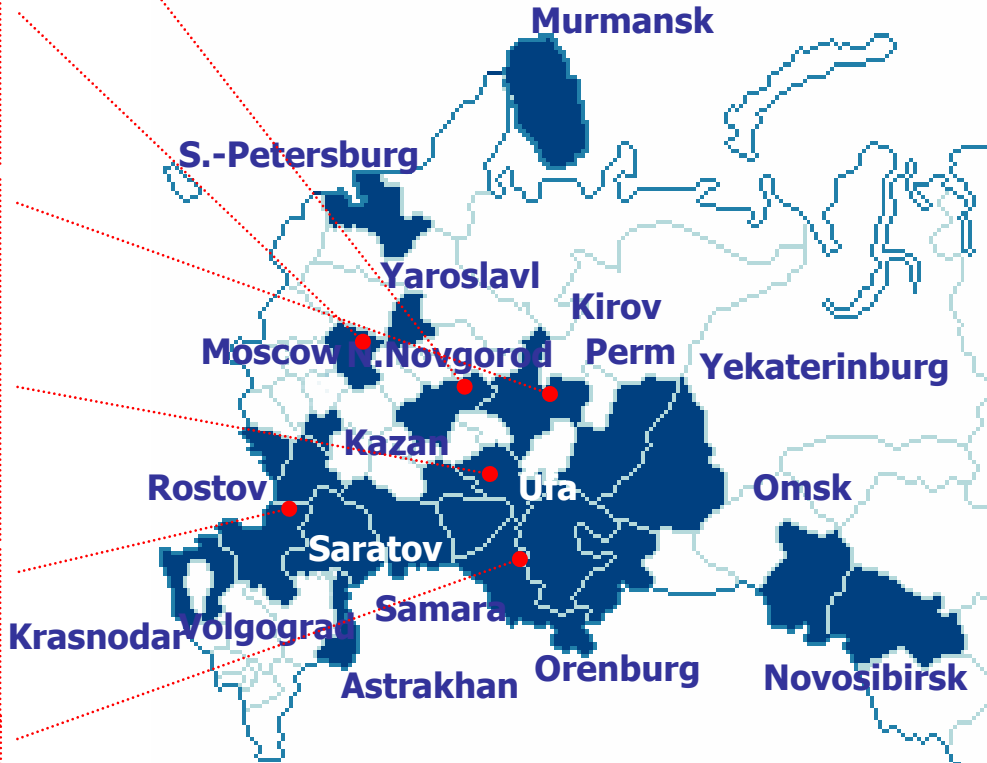 Murmansk
S.-Petersburg
Yaroslavl
Kirov
Moscow
N.Novgorod
Perm
Yekaterinburg
Kazan
Rostov
Ufa
Omsk
Saratov
Samara
Krasnodar
Volgograd
Orenburg
Astrakhan
Novosibirsk